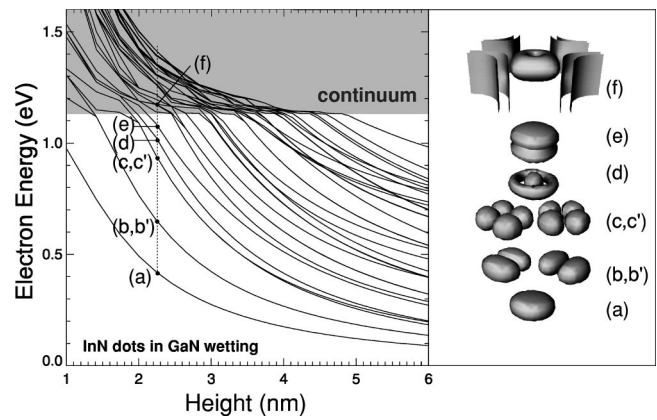 1.5
1.0
0.5
0.0
Electron Energy (eV)
continuum
(f)
(e)
(d)
(c,c')
(b,b')
(a)
InN dots in GaN wetting
1 2 3 4 5 6
Height (nm)
(f)
(e)
(d)
(c,c')
(b,b')
(a)